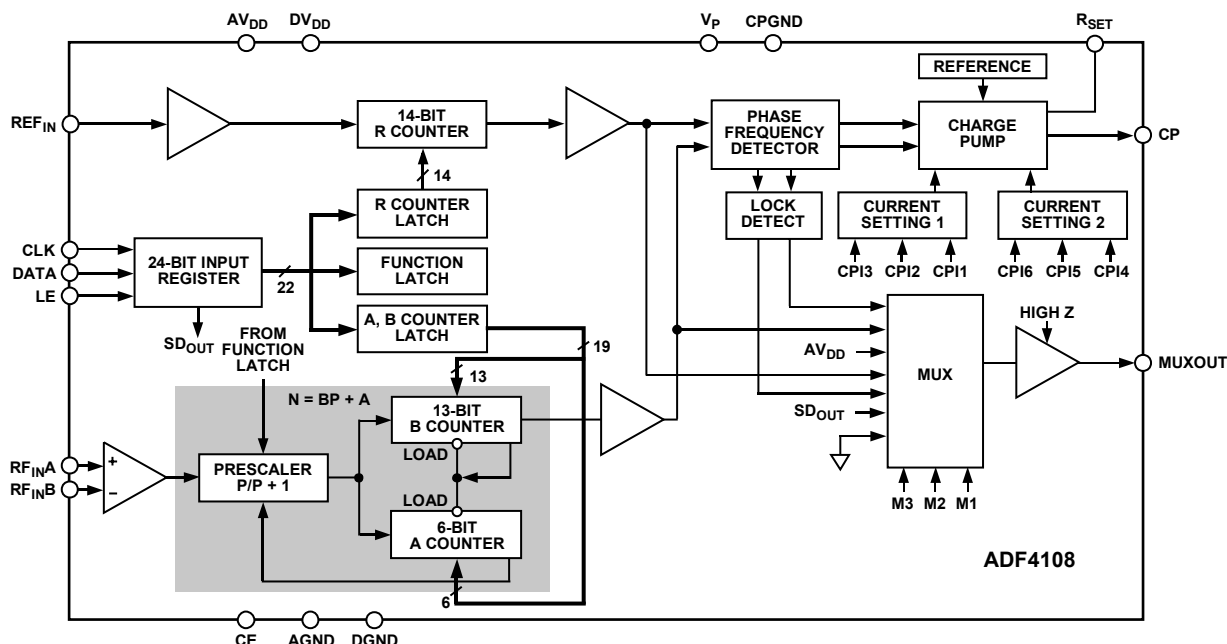 AVDD
DVDD
VP
CPGND
RSET
REFERENCE
REFIN
14-BIT
R COUNTER
PHASE
FREQUENCY
DETECTOR
CHARGE
PUMP
CP
14
R COUNTER
LATCH
LOCK
DETECT
CURRENT
SETTING 1
CURRENT
SETTING 2
CLK
DATA
LE
24-BIT INPUT
REGISTER
22
FUNCTION
LATCH
CPI3
CPI2
CPI1
CPI6
CPI5
CPI4
SDOUT
A, B COUNTER
LATCH
19
HIGH Z
FROM
FUNCTION
LATCH
13
AVDD
MUX
MUXOUT
N = BP + A
13-BIT
B COUNTER
SDOUT
LOAD
RFINA
RFINB
+
–
PRESCALER
P/P + 1
LOAD
M3
M2
M1
6-BIT
A COUNTER
ADF4108
6
CE
AGND
DGND